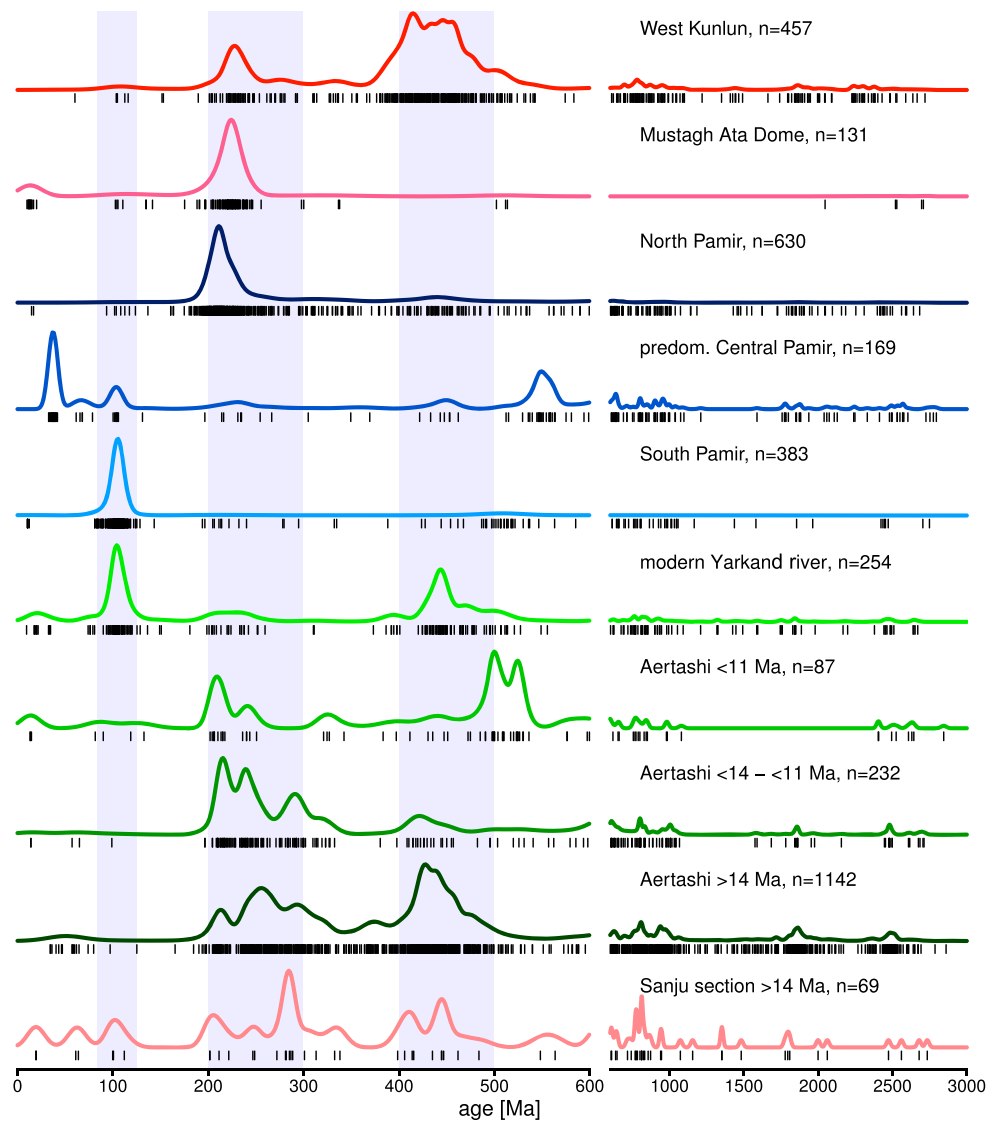 West Kunlun, n=457
Mustagh Ata Dome, n=131
North Pamir, n=630
predom. Central Pamir, n=169
South Pamir, n=383
modern Yarkand river, n=254
Aertashi <11 Ma, n=87
Aertashi <14 – <11 Ma, n=232
Aertashi >14 Ma, n=1142
Sanju section >14 Ma, n=69
0 100 200 300 400 500 600 1000 1500 2000 2500 3000
age [Ma]